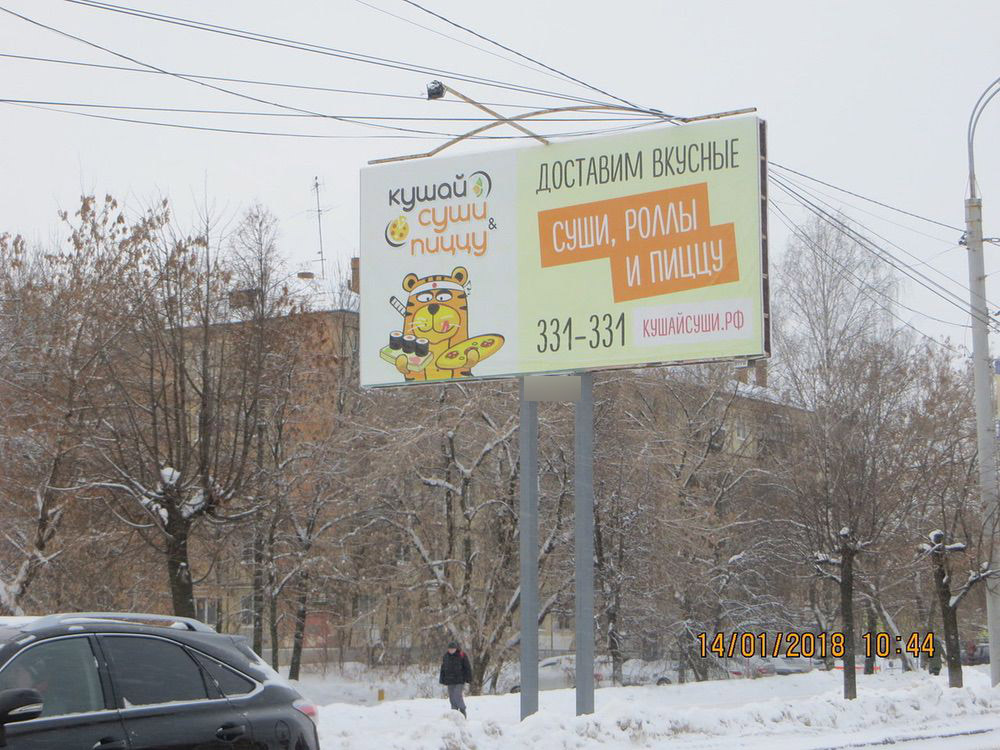 кушай
суши
&
пиццу
ДОСТАВИМ ВКУСНЫЕ
СУШИ, РОЛЛЫ
И ПИЦЦУ
331-331
КУШАЙСУШИ.РФ
14/01/2018 10:44